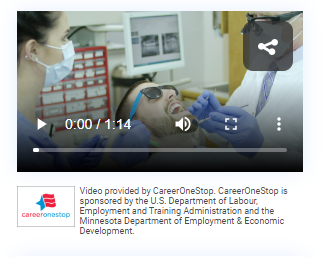 0:00 / 1:14
careeronestop
Video provided by CareerOneStop. CareerOneStop is
sponsored by the U.S. Department of Labour,
Employment and Training Administration and the
Minnesota Department of Employment & Economic
Development.